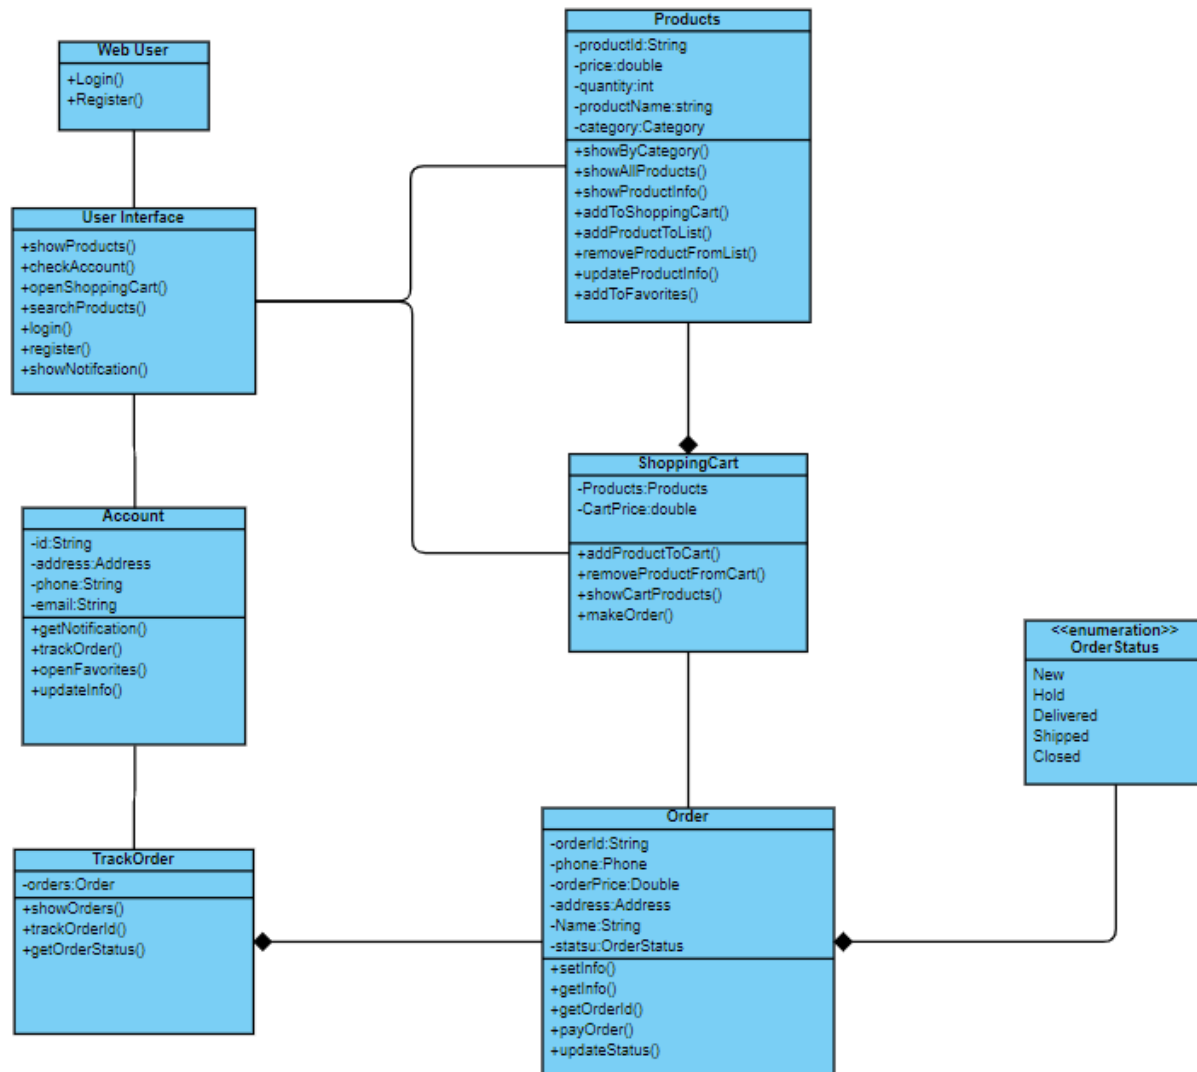 Web User
+Login()
+Register()
User Interface
+showProducts()
+checkAccount()
+openShoppingCart()
+searchProducts()
+login()
+register()
+showNotifcation()
Account
-id:String
-address:Address
-phone:String
-email:String
+getNotification()
+trackOrder()
+openFavorites()
+updateInfo()
TrackOrder
-orders:Order
+showOrders()
+trackOrderId()
+getOrderStatus()
Products
-productId:String
-price:double
-quantity:int
-productName:string
-category:Category
+showByCategory()
+showAllProducts()
+showProductInfo()
+addToShoppingCart()
+addProductToList()
+removeProductFromList()
+updateProductInfo()
+addToFavorites()
ShoppingCart
-Products:Products
-CartPrice:double
+addProductToCart()
+removeProductFromCart()
+showCartProducts()
+makeOrder()
Order
-orderId:String
-phone:Phone
-orderPrice:Double
-address:Address
-Name:String
-statsu:OrderStatus
+setInfo()
+getInfo()
+getOrderId()
+payOrder()
+updateStatus()
<<enumeration>>
OrderStatus
New
Hold
Delivered
Shipped
Closed